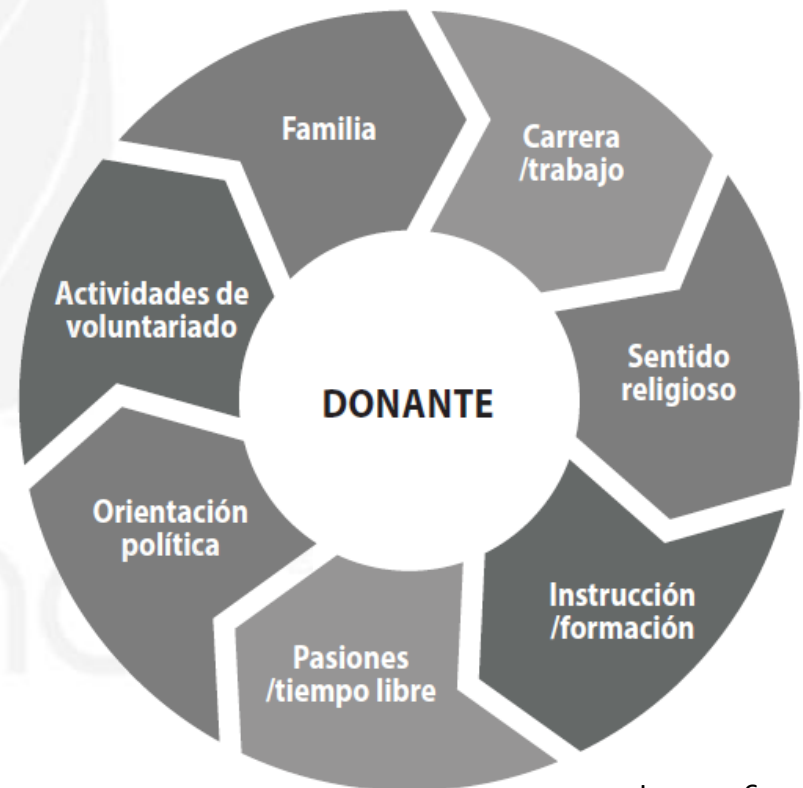 Familia
Carrera
/trabajo
Sentido
religioso
Instrucción
/formación
Pasiones
/tiempo libre
Orientación
política
Actividades de
voluntariado
DONANTE